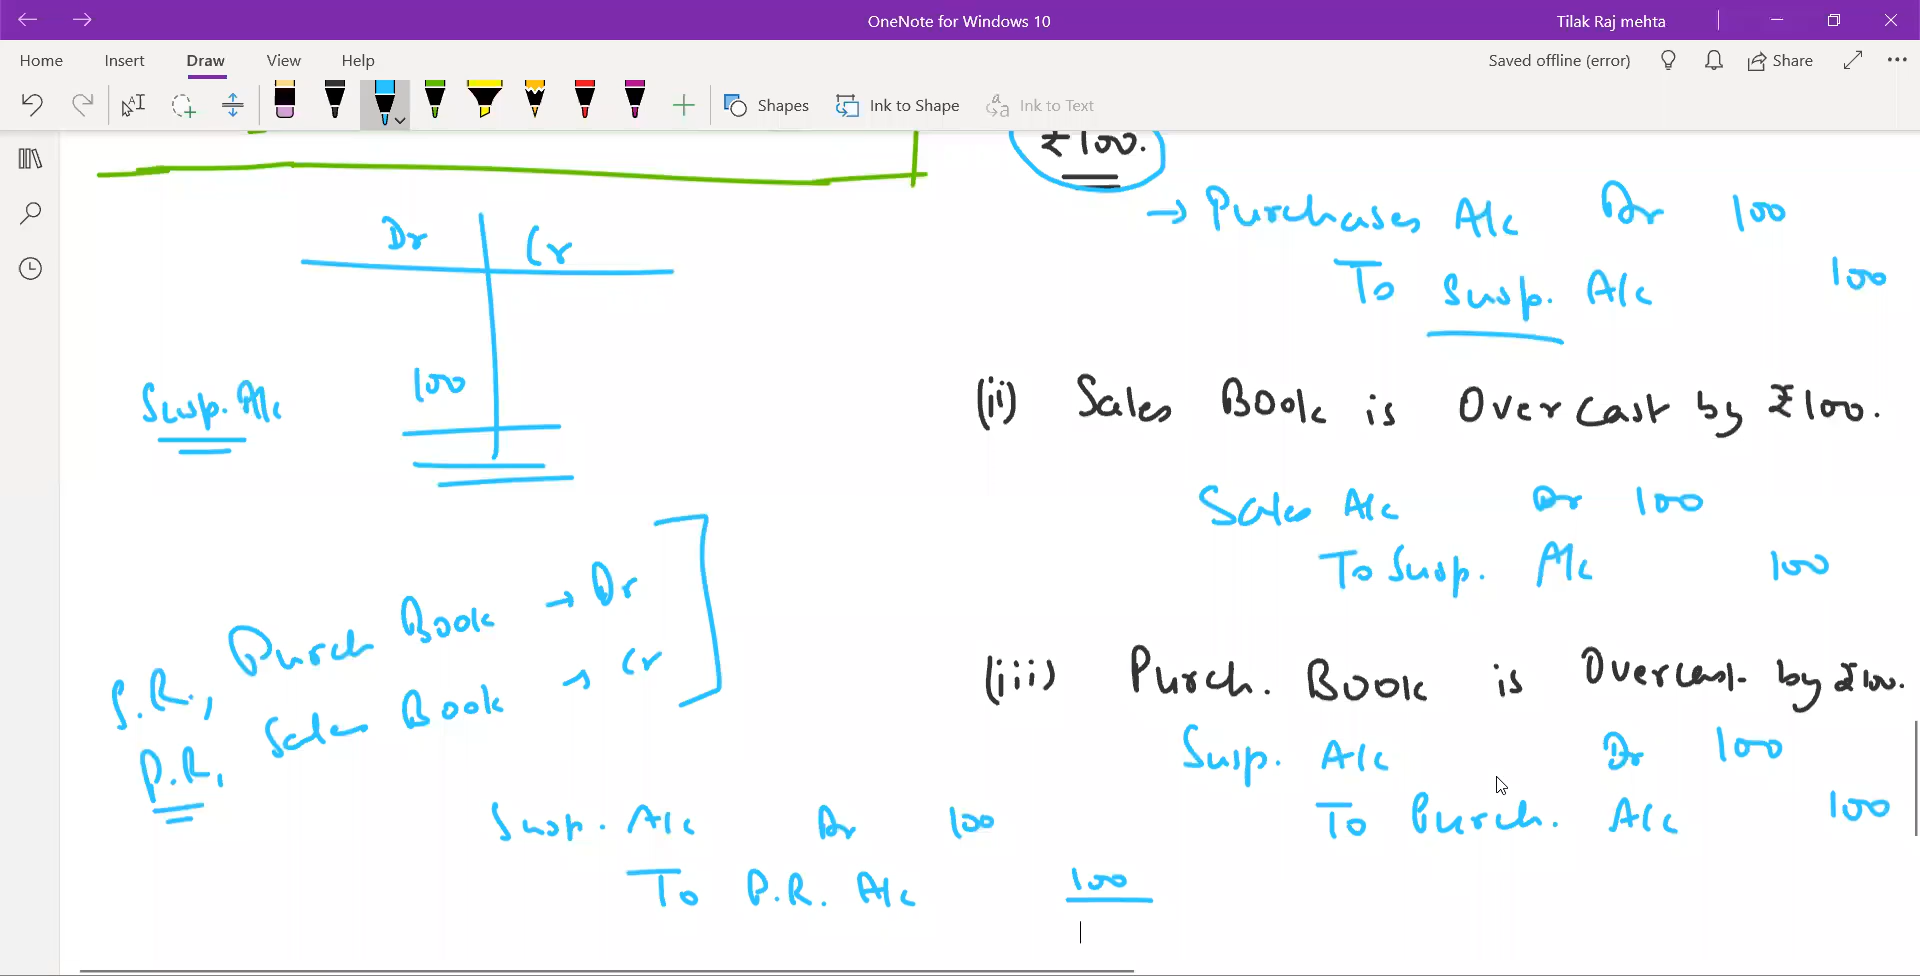 OneNote for Windows 10
Tilak Raj mehta
Home Insert Draw View Help
Saved offline (error)
Share
Shapes
Ink to Shape
Ink to Text
₹100.
→ Purchases A/c Dr 100
To Susp. A/c 100
Dr Cr
Susp. A/c 100
(ii) Sales Book is Overcast by ₹100.
Sales A/c Dr 100
To Susp. A/c 100
S.R., Purch Book → Dr
P.R, Sales Book → Cr
(iii) Purch. Book is Overcast by ₹100.
Susp. A/c Dr 100
To Purch. A/c 100
Susp. A/c Dr 100
To P.R. A/c 100